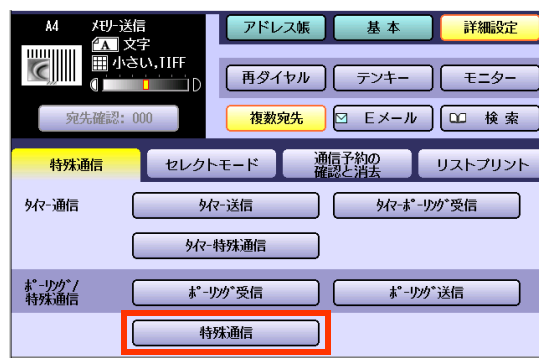 A4 ﾒﾓﾘｰ送信
A 文字
小さい,TIFF
D
宛先確認: 000
アドレス帳 基本 詳細設定
再ダイヤル テンキー モニター
複数宛先 Eメール 検索
特殊通信 セレクトモード 通信予約の
確認と消去 リストプリント
ﾀｲﾏｰ通信 ﾀｲﾏｰ送信 ﾀｲﾏｰﾎﾟｰﾘﾝｸﾞ受信
ﾀｲﾏｰ特殊通信
ﾎﾟｰﾘﾝｸﾞ/
特殊通信 ﾎﾟｰﾘﾝｸﾞ受信 ﾎﾟｰﾘﾝｸﾞ送信
特殊通信